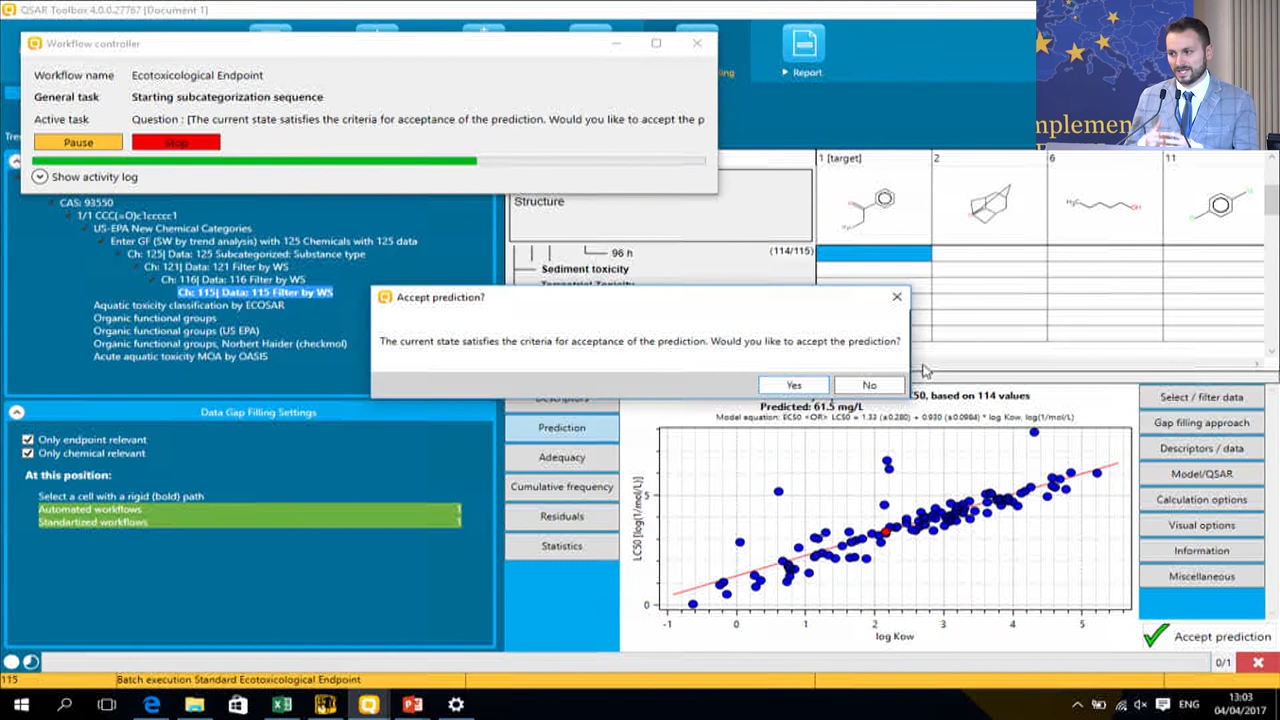 QSAR Toolbox 4.0.0.27767 [Document 1]
Workflow controller
Workflow name Ecotoxicological Endpoint
General task Starting subcategorization sequence
Active task Question : [The current state satisfies the criteria for acceptance of the prediction. Would you like to accept the p
Pause Stop
Show activity log
Report
mplemen
CAS: 93550
1/1 CCC(=O)c1ccccc1
US-EPA New Chemical Categories
Enter GF (SW by trend analysis) with 125 Chemicals with 125 data
Ch: 125| Data: 125 Subcategorized: Substance type
Ch: 121| Data: 121 Filter by WS
Ch: 116| Data: 116 Filter by WS
Ch: 115| Data: 115 Filter by WS
Aquatic toxicity classification by ECOSAR
Organic functional groups
Organic functional groups (US EPA)
Organic functional groups, Norbert Haider (checkmol)
Acute aquatic toxicity MOA by OASIS
Structure
96 h (114/115)
Sediment toxicity
1 [target] 2 6 11
Accept prediction?
The current state satisfies the criteria for acceptance of the prediction. Would you like to accept the prediction?
Yes No
Data Gap Filling Settings
Only endpoint relevant
Only chemical relevant
At this position:
Select a cell with a rigid (bold) path
Automated workflows 1
Standartized workflows 1
Prediction
Adequacy
Cumulative frequency
Residuals
Statistics
50, based on 114 values
Predicted: 61.5 mg/L
Model equation: EC50 <OR> LC50 = 1.33 (±0.280) + 0.930 (±0.0984) * log Kow, log(1/mol/L)
LC50 [log(1/mol/L)]
5
0
-1 0 1 2 3 4 5
log Kow
Select / filter data
Gap filling approach
Descriptors / data
Model/QSAR
Calculation options
Visual options
Information
Miscellaneous
Accept prediction
0/1
115 Batch execution Standard Ecotoxicological Endpoint
ENG
13:03
04/04/2017